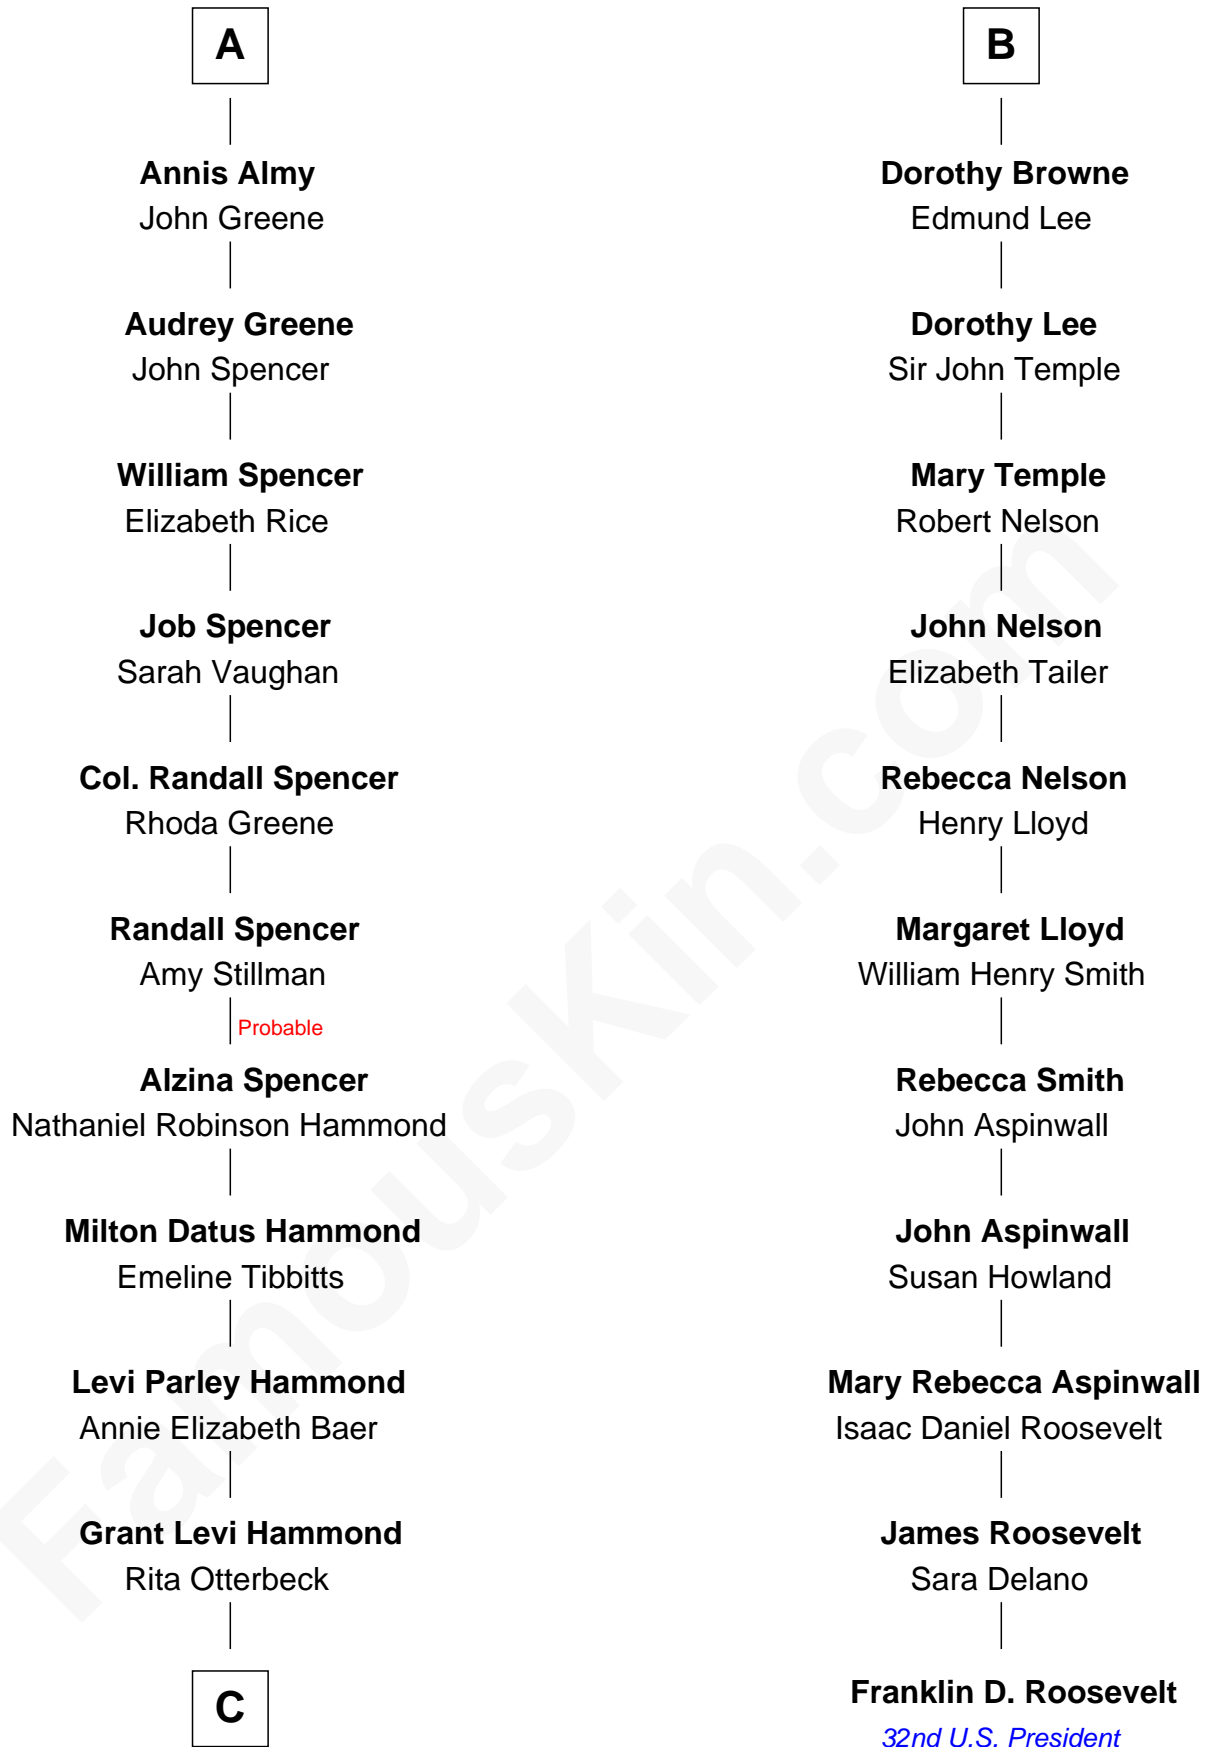 A
Annis Almy
John Greene
Audrey Greene
John Spencer
William Spencer
Elizabeth Rice
Job Spencer
Sarah Vaughan
Col. Randall Spencer
Rhoda Greene
Randall Spencer
Amy Stillman
Probable
Alzina Spencer
Nathaniel Robinson Hammond
Milton Datus Hammond
Emeline Tibbitts
Levi Parley Hammond
Annie Elizabeth Baer
Grant Levi Hammond
Rita Otterbeck
C
B
Dorothy Browne
Edmund Lee
Dorothy Lee
Sir John Temple
Mary Temple
Robert Nelson
John Nelson
Elizabeth Tailer
Rebecca Nelson
Henry Lloyd
Margaret Lloyd
William Henry Smith
Rebecca Smith
John Aspinwall
John Aspinwall
Susan Howland
Mary Rebecca Aspinwall
Isaac Daniel Roosevelt
James Roosevelt
Sara Delano
Franklin D. Roosevelt
32nd U.S. President
FamousKin.com